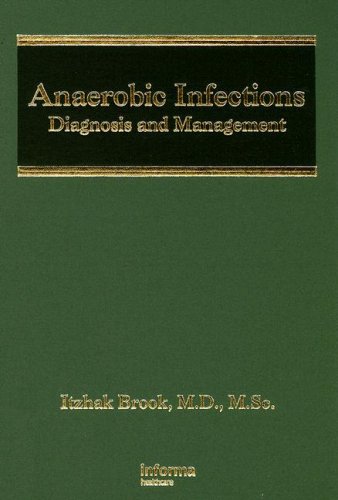 Anaerobic Infections
Diagnosis and Management
Itzhak Brook, M.D., M.Sc.
informa
healthcare